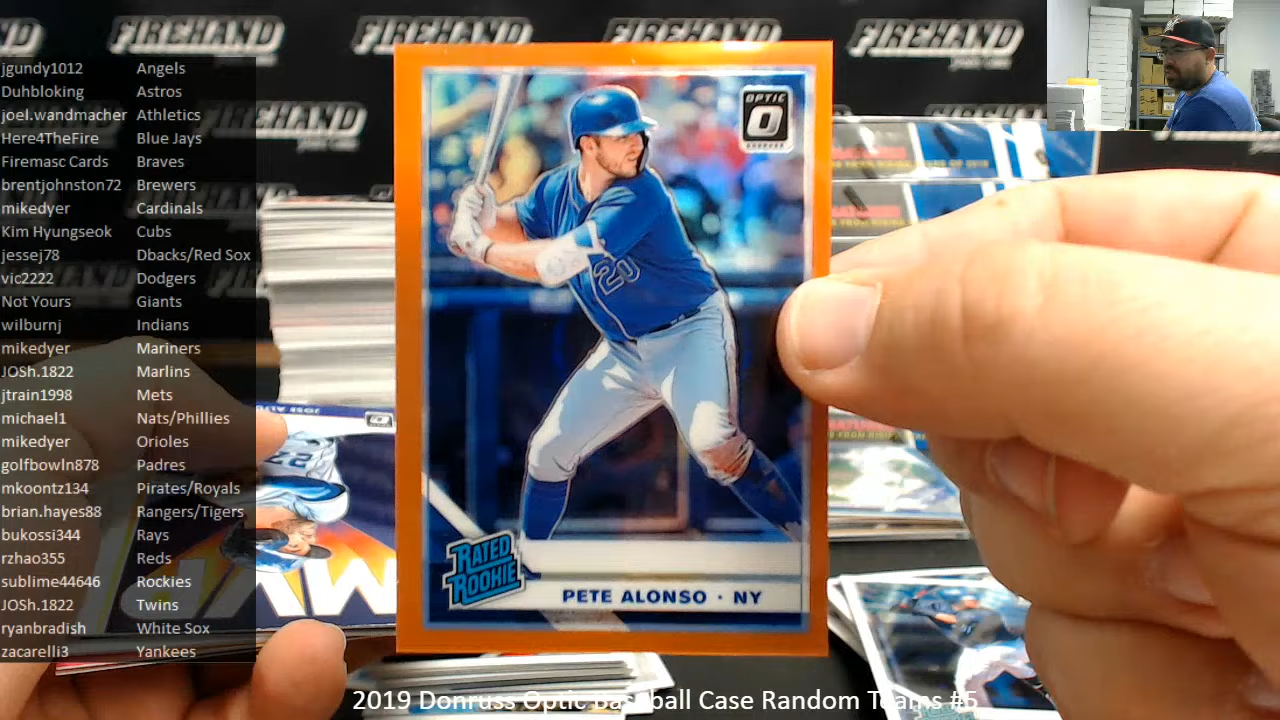 FIREHAND FIREHAND FIREHAND FIREHAND
jgundy1012 Angels
Duhbloking Astros
joel.wandmacher Athletics
Here4TheFire Blue Jays
Firemasc Cards Braves
brentjohnston72 Brewers
mikedyer Cardinals
Kim Hyungseok Cubs
jessej78 Dbacks/Red Sox
vic2222 Dodgers
Not Yours Giants
wilburnj Indians
mikedyer Mariners
JOSh.1822 Marlins
jtrain1998 Mets
michael1 Nats/Phillies
mikedyer Orioles
golfbowln878 Padres
mkoontz134 Pirates/Royals
brian.hayes88 Rangers/Tigers
bukossi344 Rays
rzhao355 Reds
sublime44646 Rockies
JOSh.1822 Twins
ryanbradish White Sox
zacarelli3 Yankees
OPTIC
O
20
RATED
ROOKIE
PETE ALONSO · NY
2019 Donruss Optic Baseball Case Random Teams #5